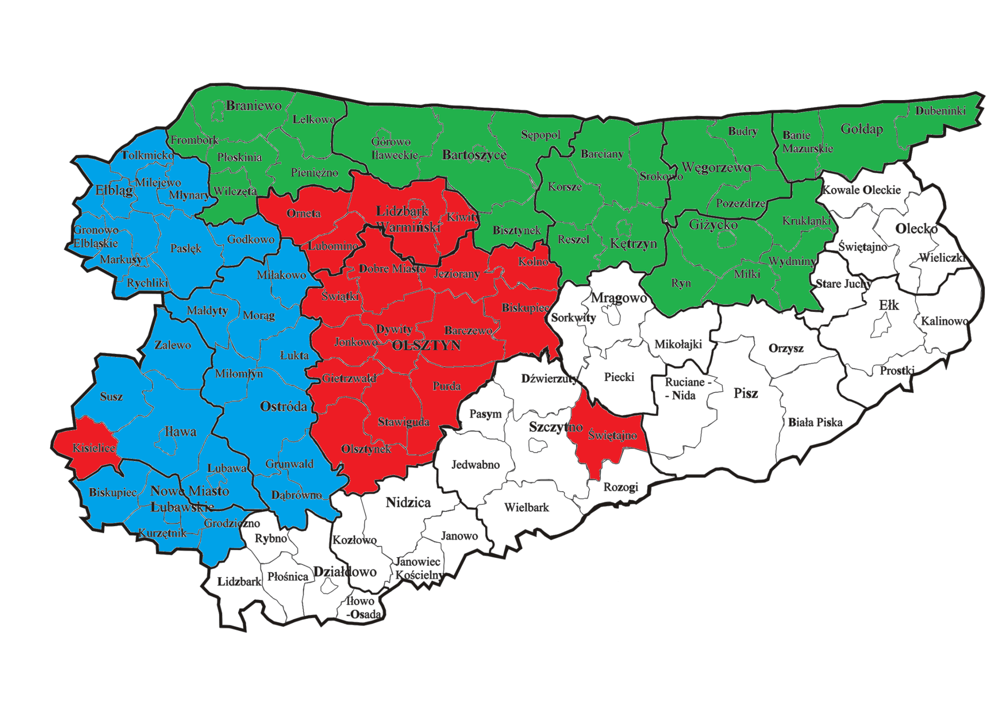 Braniewo
Lelkowo
Frombork
Płoskinia
Pieniężno
Wilczęta
Górowo
Iławeckie
Bartoszyce
Sępopol
Bisztynek
Barciany
Srokowo
Korsze
Reszel
Kętrzyn
Węgorzewo
Budry
Pozezdrze
Banie
Mazurskie
Gołdap
Dubeninki
Giżycko
Kruklanki
Wydminy
Miłki
Ryn
Kowale Oleckie
Olecko
Świętajno
Wieliczki
Stare Juchy
Ełk
Kalinowo
Prostki
Tolkmicko
Elbląg
Milejewo
Młynary
Gronowo
Elbląskie
Pasłęk
Godkowo
Markusy
Rychliki
Orneta
Lidzbark
Warmiński
Kiwity
Lubomino
Dobre Miasto
Jeziorany
Kolno
Świątki
Biskupiec
Dywity
Barczewo
Jonkowo
OLSZTYN
Gietrzwałd
Purda
Stawiguda
Olsztynek
Miłakowo
Małdyty
Morąg
Zalewo
Łukta
Miłomłyn
Ostróda
Grunwald
Dąbrówno
Susz
Kisielice
Iława
Lubawa
Biskupiec
Nowe Miasto
Lubawskie
Kurzętnik
Grodziczno
Mrągowo
Sorkwity
Mikołajki
Piecki
Orzysz
Ruciane -
- Nida
Pisz
Biała Piska
Dźwierzuty
Pasym
Szczytno
Świętajno
Jedwabno
Rozogi
Wielbark
Nidzica
Kozłowo
Janowo
Janowiec
Kościelny
Rybno
Działdowo
Lidzbark
Płośnica
Iłowo
-Osada